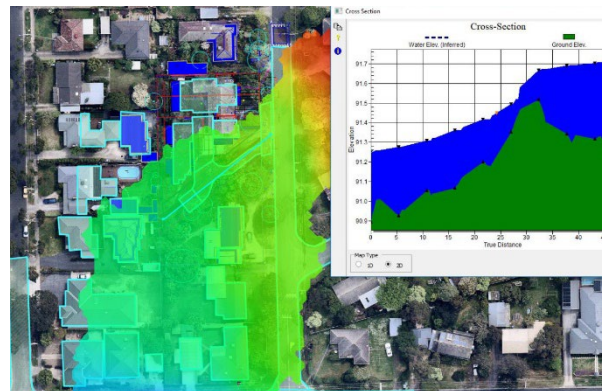 Cross Section
Cross-Section
Water Elev. (Inferred)
Ground Elev.
91.7
91.6
91.5
91.4
91.3
91.2
91.1
91.0
90.9
Elevation
0
5
10
15
20
25
30
35
40
True Distance
Map Type
1D
2D